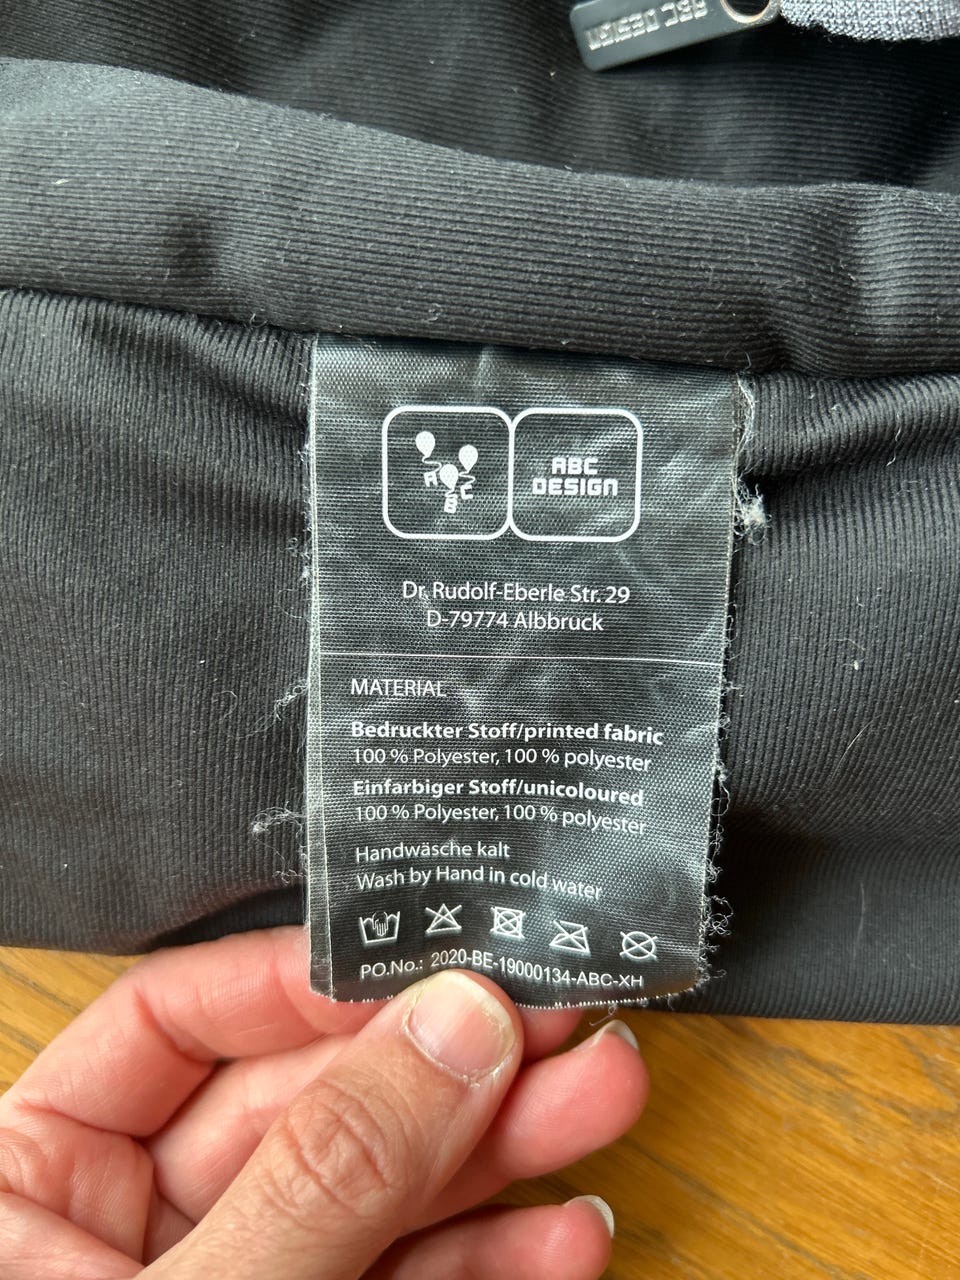 ABC DESIGN
A B C
ABC
DESIGN
Dr. Rudolf-Eberle Str. 29
D-79774 Albbruck
MATERIAL
Bedruckter Stoff/printed fabric
100 % Polyester, 100 % polyester
Einfarbiger Stoff/unicoloured
100 % Polyester, 100 % polyester
Handwäsche kalt
Wash by Hand in cold water
PO.No.: 2020-BE-19000134-ABC-XH